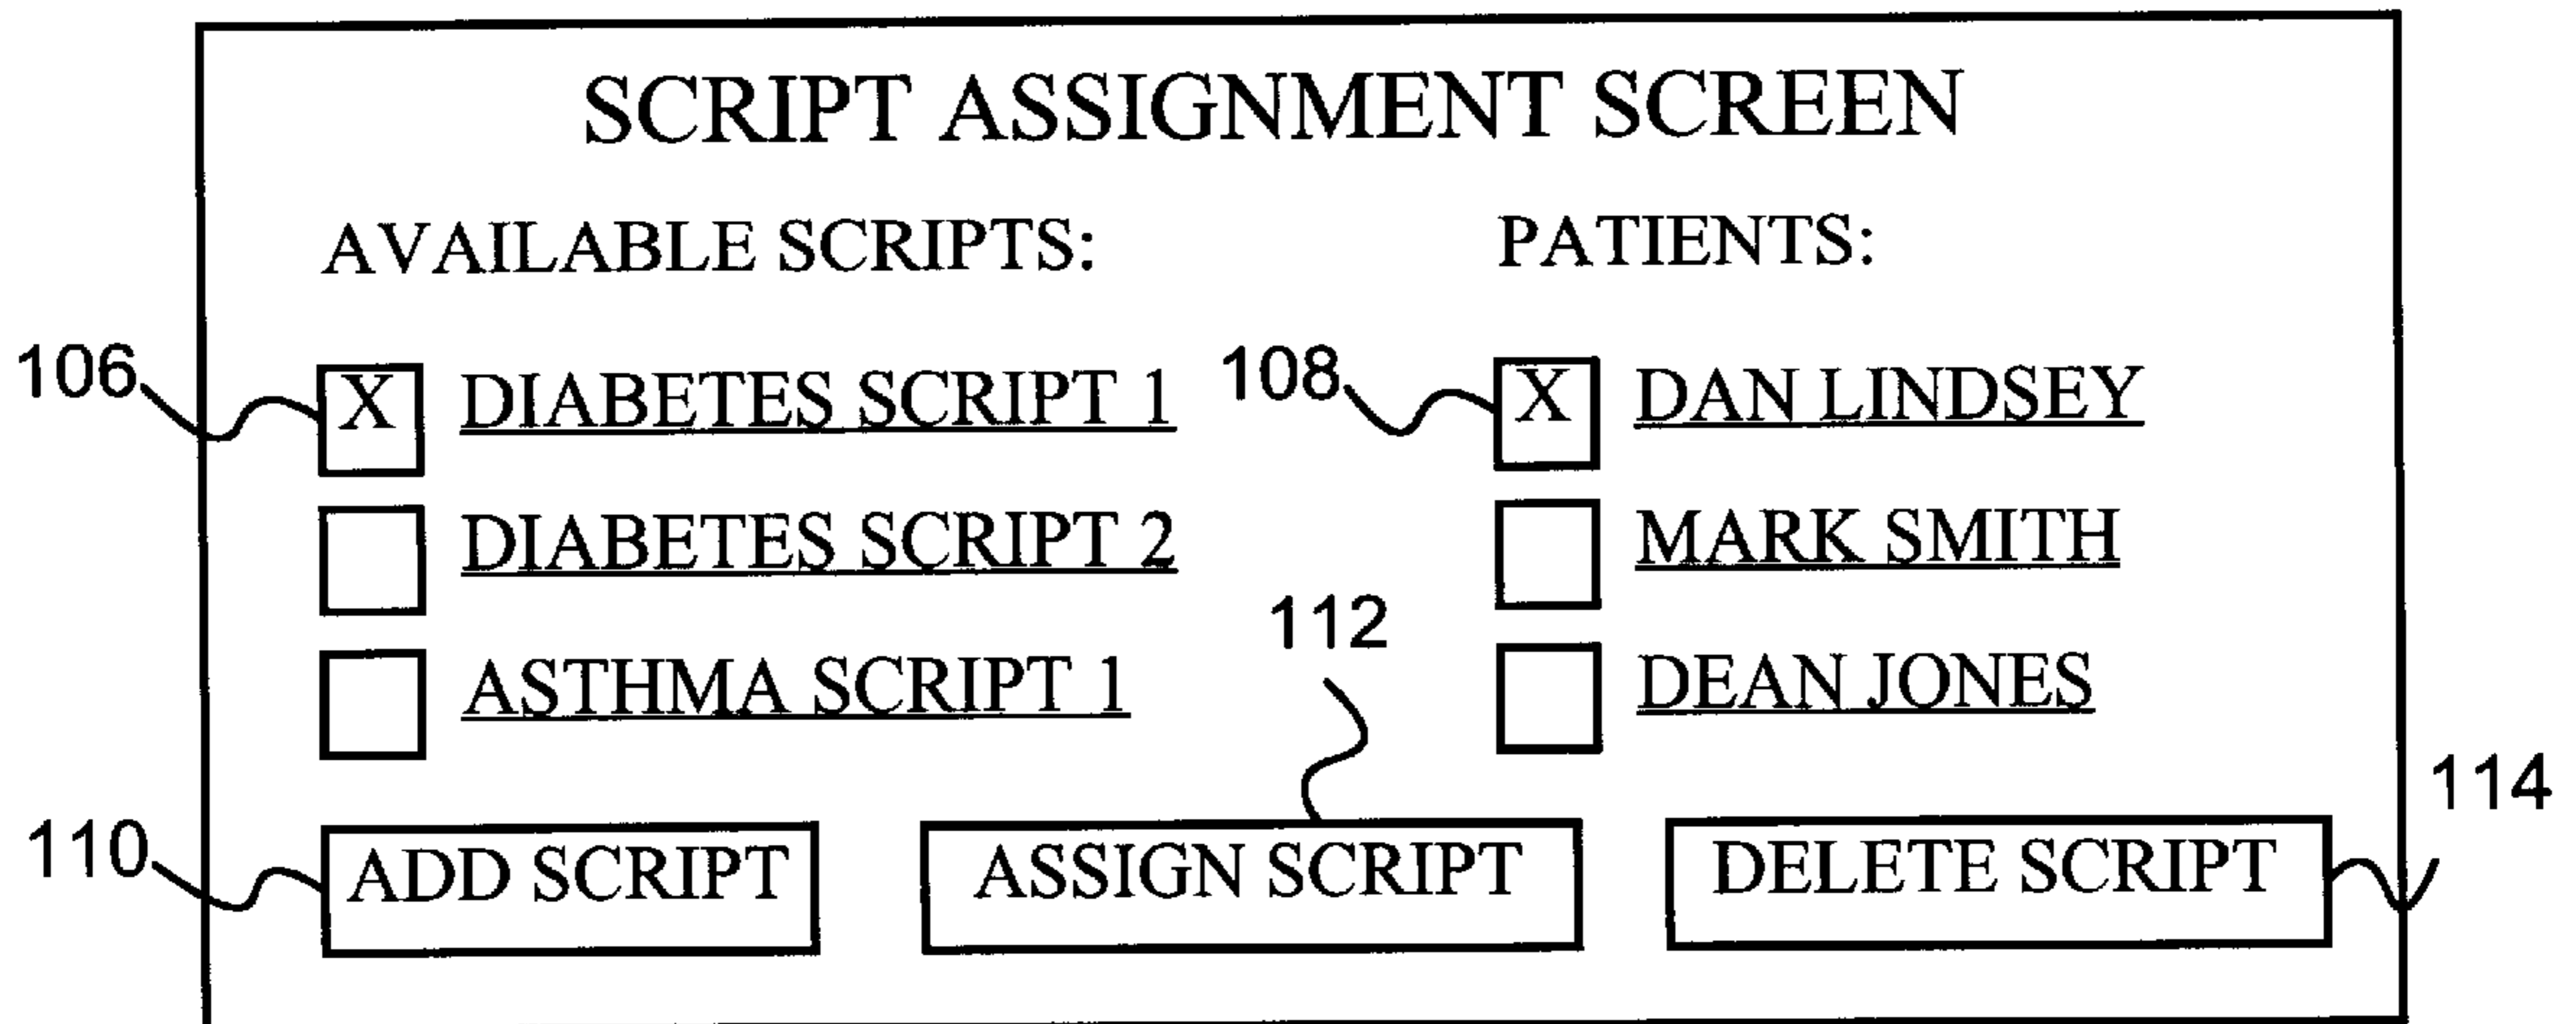 SCRIPT ASSIGNMENT SCREEN
AVAILABLE SCRIPTS: PATIENTS:
106 X DIABETES SCRIPT 1 108 X DAN LINDSEY
DIABETES SCRIPT 2 MARK SMITH
112
ASTHMA SCRIPT 1 DEAN JONES
114
110 ADD SCRIPT ASSIGN SCRIPT DELETE SCRIPT